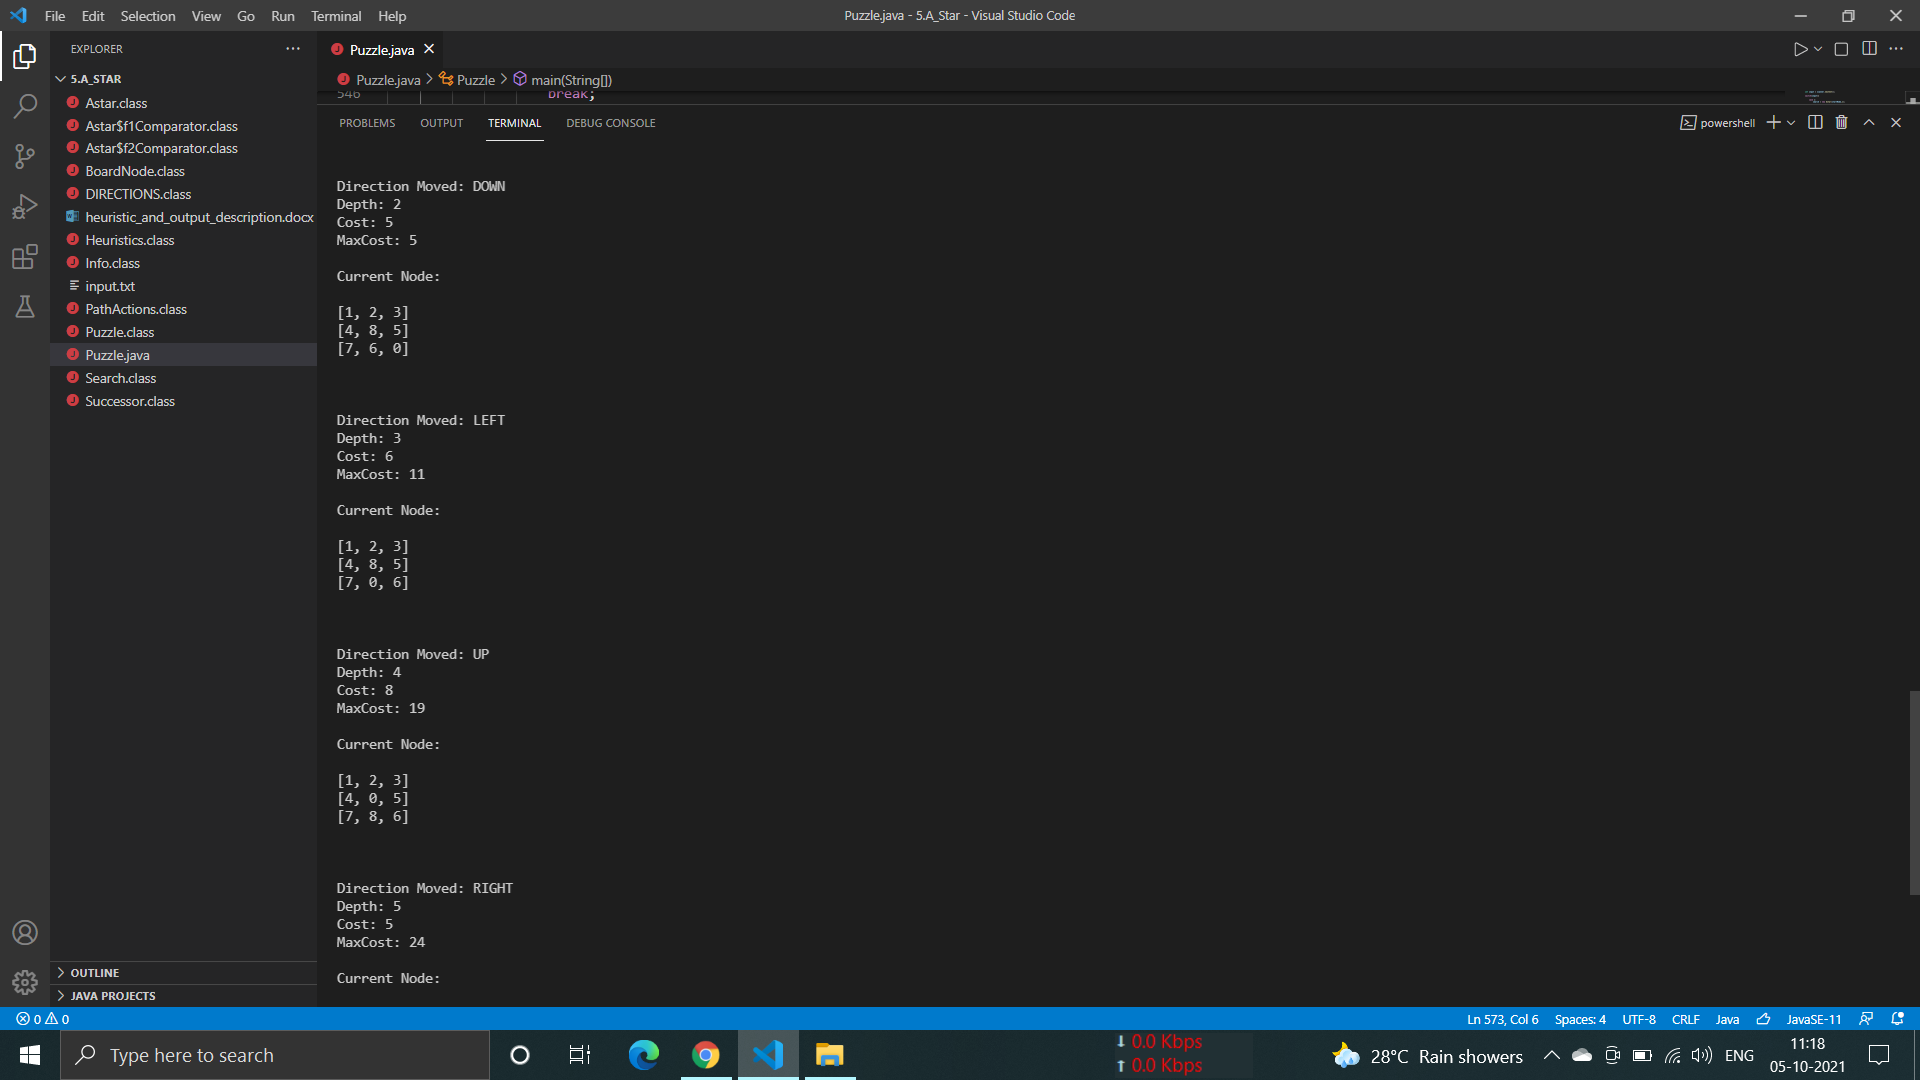 File Edit Selection View Go Run Terminal Help
Puzzle.java - 5.A_Star - Visual Studio Code
EXPLORER
5.A_STAR
Astar.class
Astar$f1Comparator.class
Astar$f2Comparator.class
BoardNode.class
DIRECTIONS.class
heuristic_and_output_description.docx
Heuristics.class
Info.class
input.txt
PathActions.class
Puzzle.class
Puzzle.java
Search.class
Successor.class
OUTLINE
JAVA PROJECTS
Puzzle.java
Puzzle.java > Puzzle > main(String[])
546 break;
PROBLEMS OUTPUT TERMINAL DEBUG CONSOLE
powershell
Direction Moved: DOWN
Depth: 2
Cost: 5
MaxCost: 5
Current Node:
[1, 2, 3]
[4, 8, 5]
[7, 6, 0]
Direction Moved: LEFT
Depth: 3
Cost: 6
MaxCost: 11
Current Node:
[1, 2, 3]
[4, 8, 5]
[7, 0, 6]
Direction Moved: UP
Depth: 4
Cost: 8
MaxCost: 19
Current Node:
[1, 2, 3]
[4, 0, 5]
[7, 8, 6]
Direction Moved: RIGHT
Depth: 5
Cost: 5
MaxCost: 24
Current Node:
0 0
Ln 573, Col 6 Spaces: 4 UTF-8 CRLF Java JavaSE-11
Type here to search
0.0 Kbps
0.0 Kbps
28°C Rain showers
ENG
11:18
05-10-2021